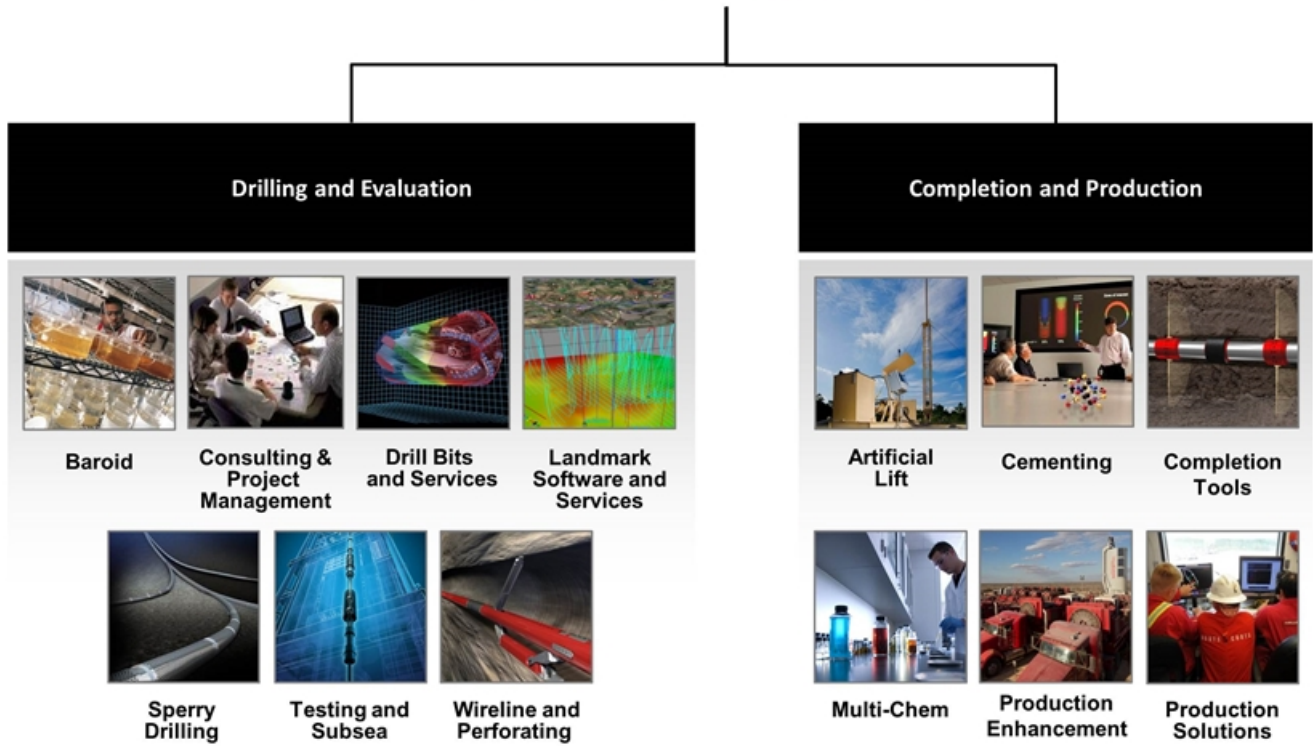 Drilling and Evaluation
Completion and Production
Baroid
Consulting &
Project
Management
Drill Bits
and Services
Landmark
Software and
Services
Artificial
Lift
Cementing
Completion
Tools
Sperry
Drilling
Testing and
Subsea
Wireline and
Perforating
Multi-Chem
Production
Enhancement
Production
Solutions